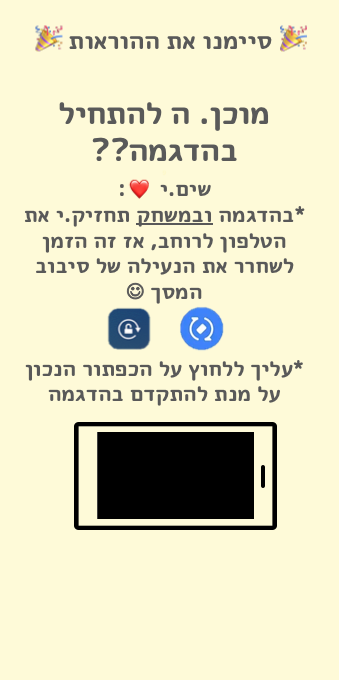 🎉 סיימנו את ההוראות 🎉
מוכן. ה להתחיל
בהדגמה??
שים.י ❤️ :
*בהדגמה ובמשחק תחזיק.י את
הטלפון לרוחב, אז זה הזמן
לשחרר את הנעילה של סיבוב
המסך ☺
*עליך ללחוץ על הכפתור הנכון
על מנת להתקדם בהדגמה